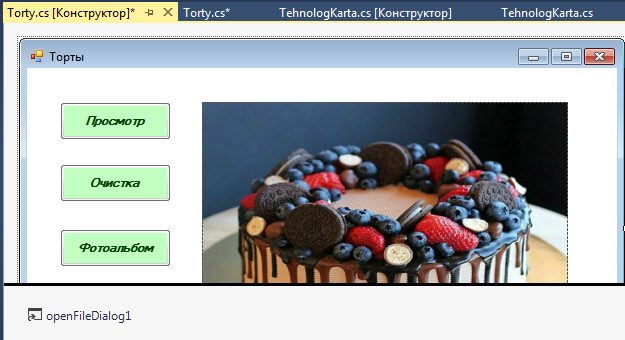 Torty.cs [Конструктор]* Torty.cs* TehnologKarta.cs [Конструктор] TehnologKarta.cs
Торты
Просмотр
Очистка
Фотоальбом
openFileDialog1